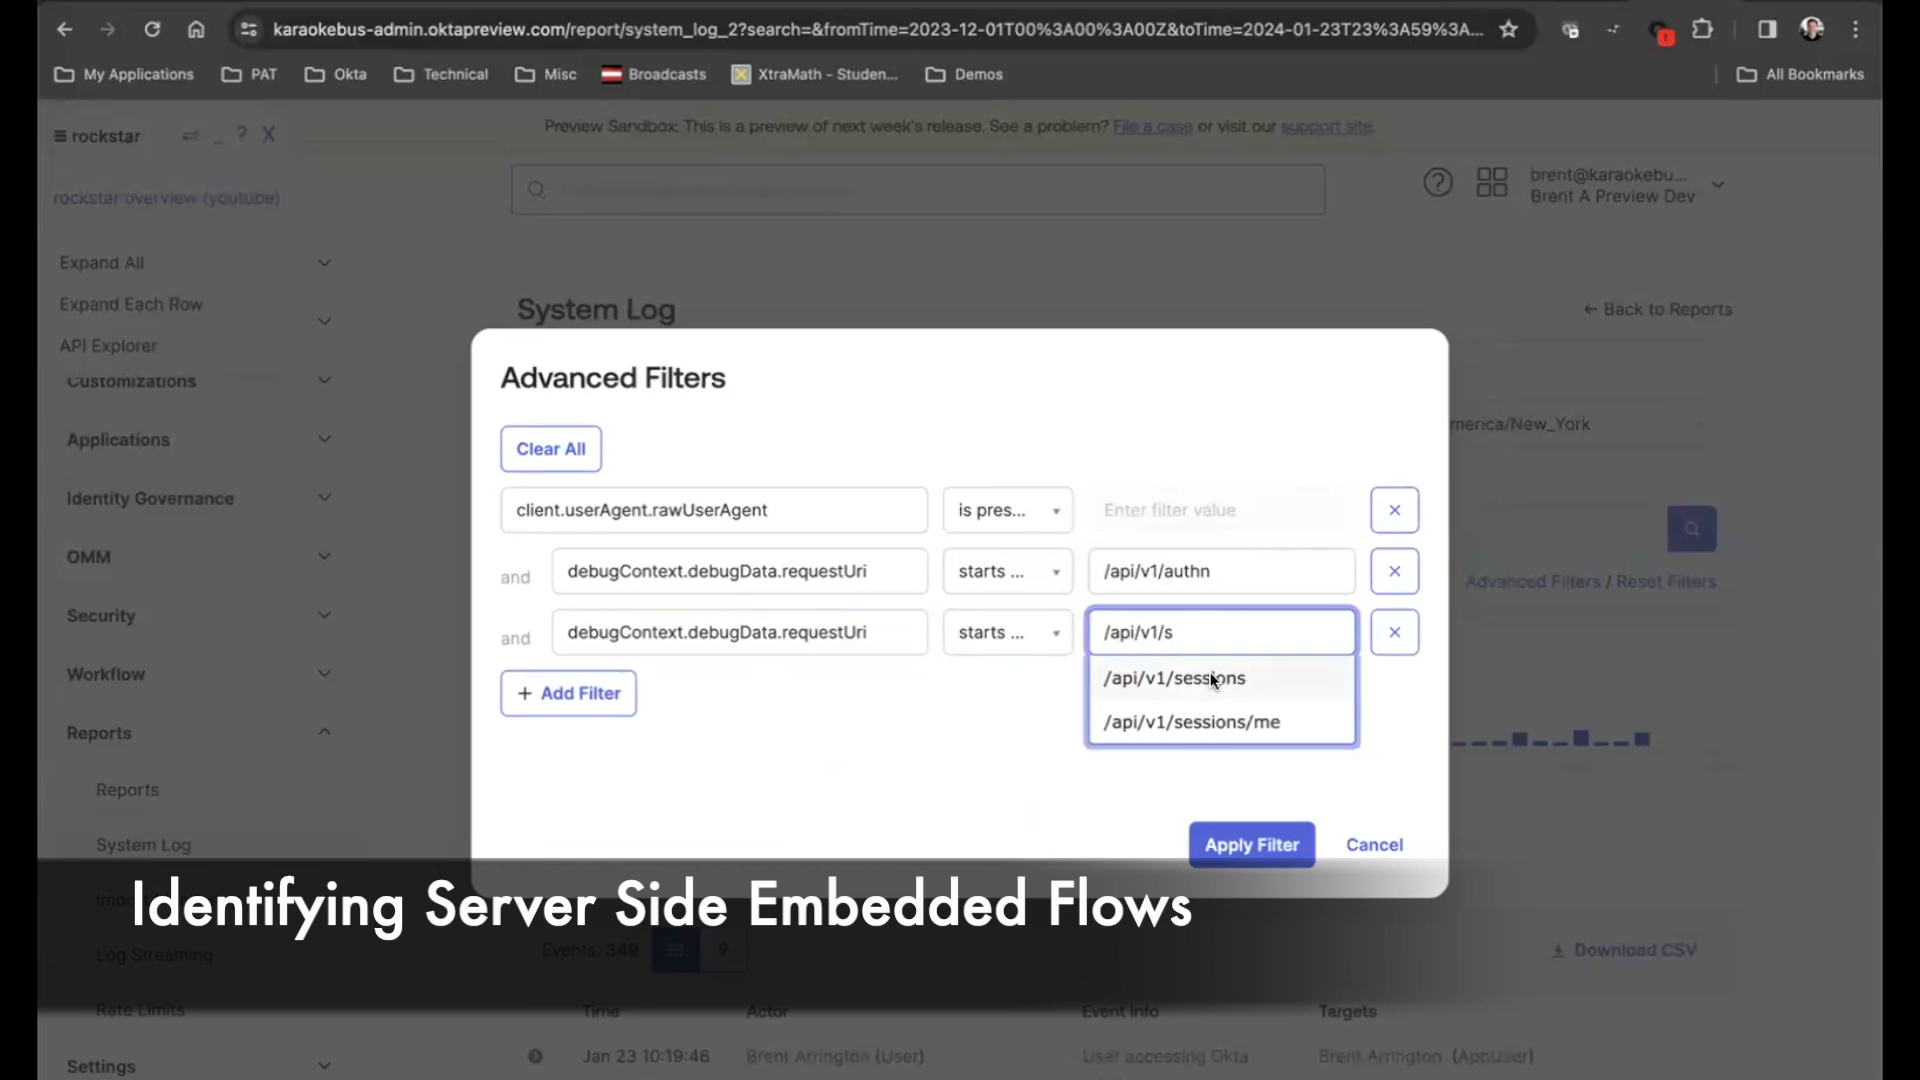 karaokebus-admin.oktapreview.com/report/system_log_2?search=&fromTime=2023-12-01T00%3A00%3A00Z&toTime=2024-01-23T23%3A59%3A...
My Applications PAT Okta Technical Misc Broadcasts XtraMath - Studen... Demos All Bookmarks
≡ rockstar ⇄ _ ? X
Preview Sandbox: This is a preview of next week's release. See a problem? File a case or visit our support site.
rockstar overview (youtube)
brent@karaokebu...
Brent A Preview Dev
Expand All
Expand Each Row
API Explorer
Customizations
Applications
Identity Governance
OMM
Security
Workflow
Reports
Reports
System Log
Log Streaming
Rate Limits
Settings
System Log
← Back to Reports
merica/New_York
Advanced Filters / Reset Filters
Advanced Filters
Clear All
client.userAgent.rawUserAgent is pres... Enter filter value ×
and debugContext.debugData.requestUri starts ... /api/v1/authn ×
and debugContext.debugData.requestUri starts ... /api/v1/s ×
/api/v1/sessions
/api/v1/sessions/me
+ Add Filter
Apply Filter Cancel
Identifying Server Side Embedded Flows
Events: 349
Download CSV
Time Actor Event Info Targets
Jan 23 10:19:46 Brent Arrington (User) User accessing Okta Brent Arrington (AppUser)